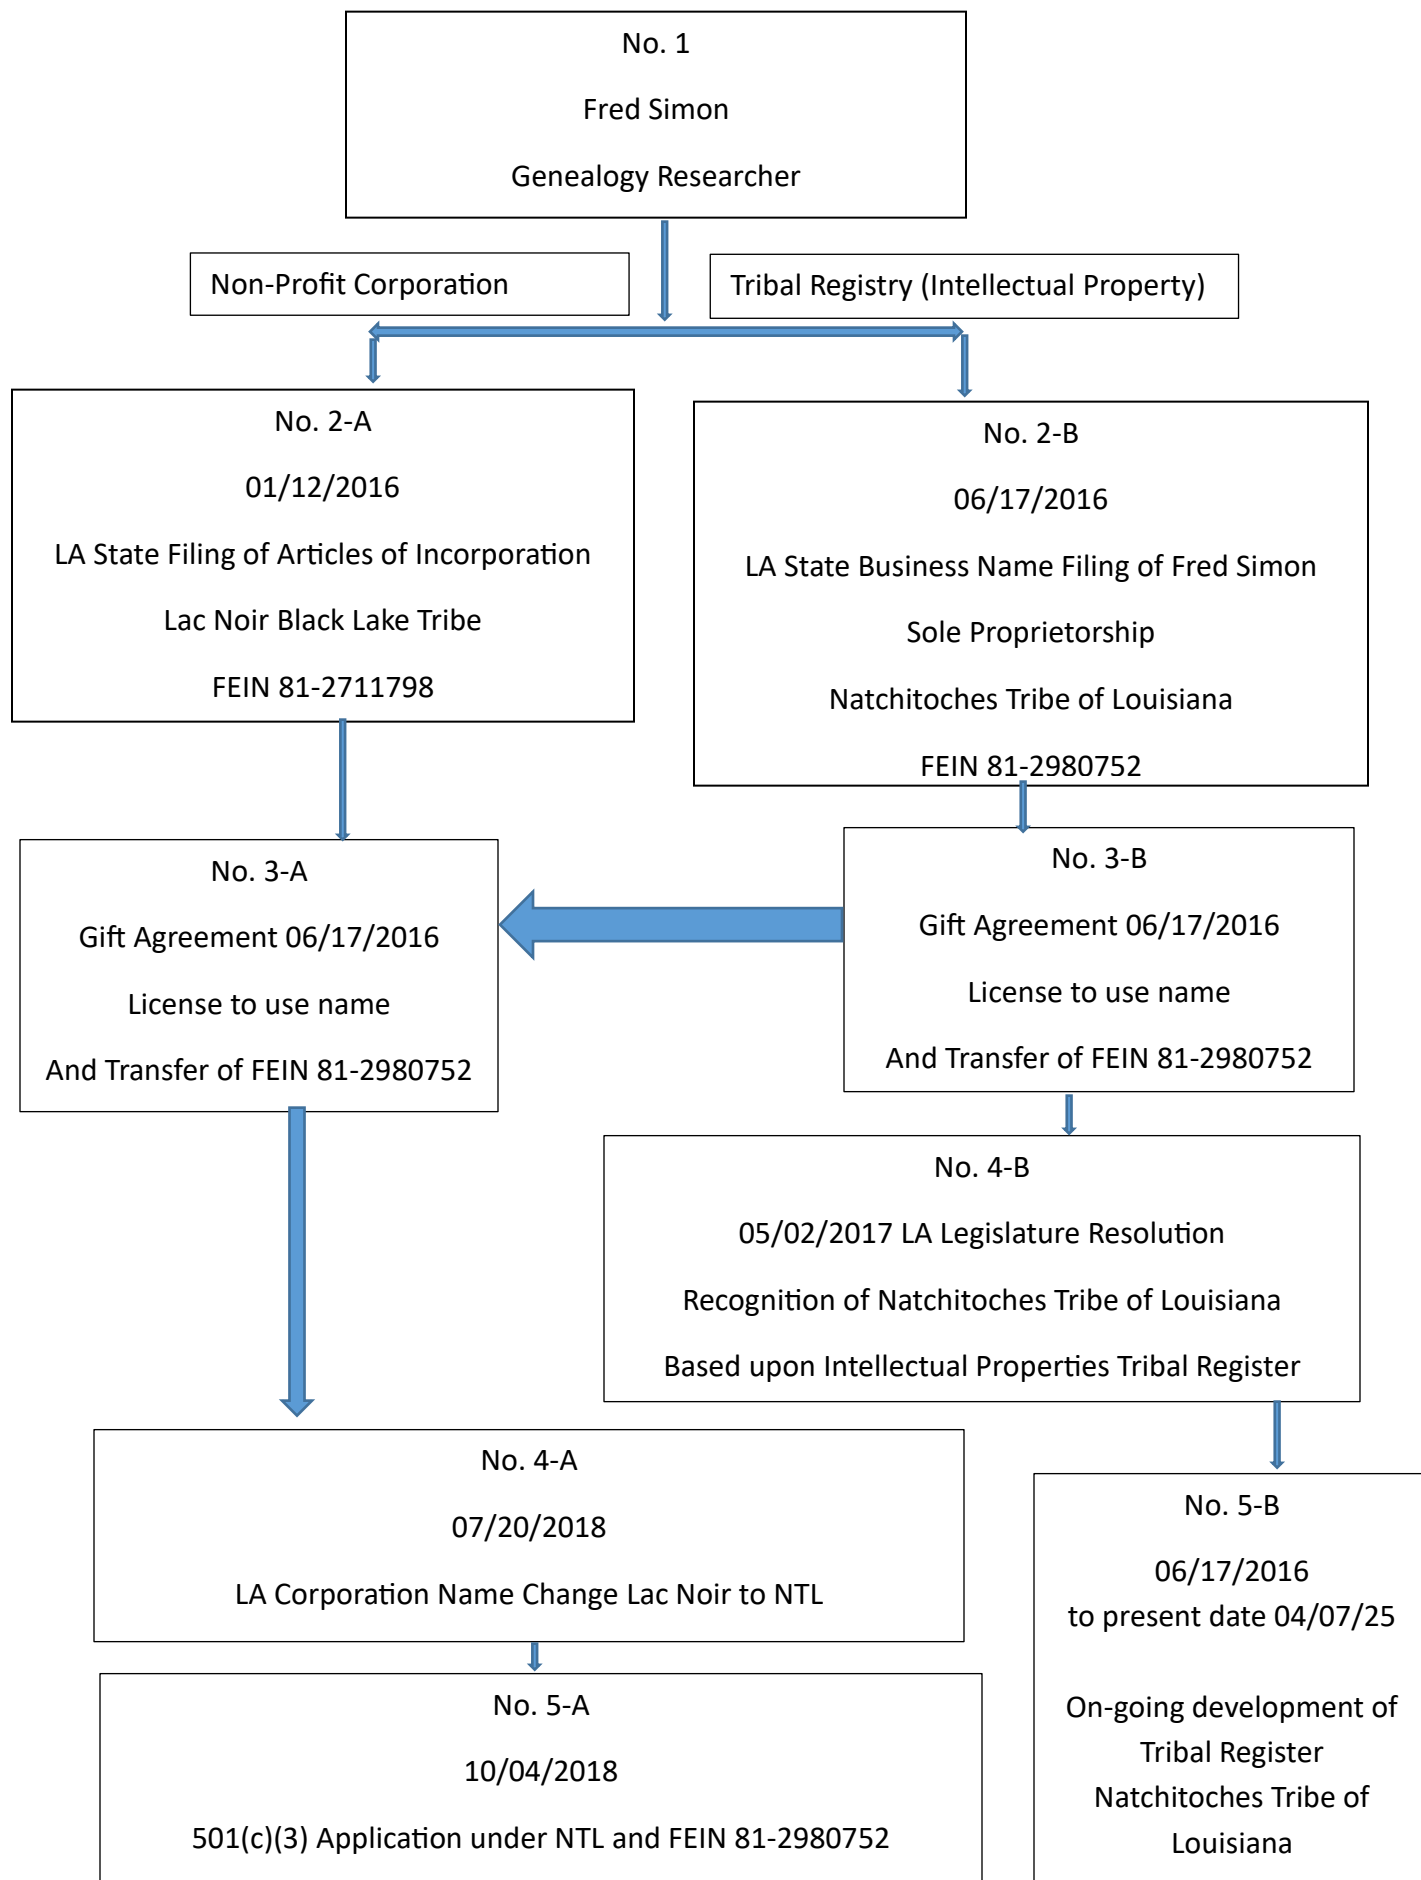 No. 1
Fred Simon
Genealogy Researcher
Non-Profit Corporation
Tribal Registry (Intellectual Property)
No. 2-A
01/12/2016
LA State Filing of Articles of Incorporation
Lac Noir Black Lake Tribe
FEIN 81-2711798
No. 2-B
06/17/2016
LA State Business Name Filing of Fred Simon
Sole Proprietorship
Natchitoches Tribe of Louisiana
FEIN 81-2980752
No. 3-A
Gift Agreement 06/17/2016
License to use name
And Transfer of FEIN 81-2980752
No. 3-B
Gift Agreement 06/17/2016
License to use name
And Transfer of FEIN 81-2980752
No. 4-B
05/02/2017 LA Legislature Resolution
Recognition of Natchitoches Tribe of Louisiana
Based upon Intellectual Properties Tribal Register
No. 4-A
07/20/2018
LA Corporation Name Change Lac Noir to NTL
No. 5-A
10/04/2018
501(c)(3) Application under NTL and FEIN 81-2980752
No. 5-B
06/17/2016
to present date 04/07/25
On-going development of
Tribal Register
Natchitoches Tribe of
Louisiana